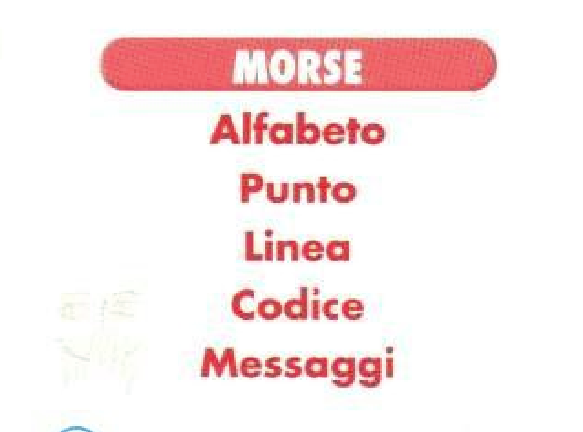 MORSE
Alfabeto
Punto
Linea
Codice
Messaggi